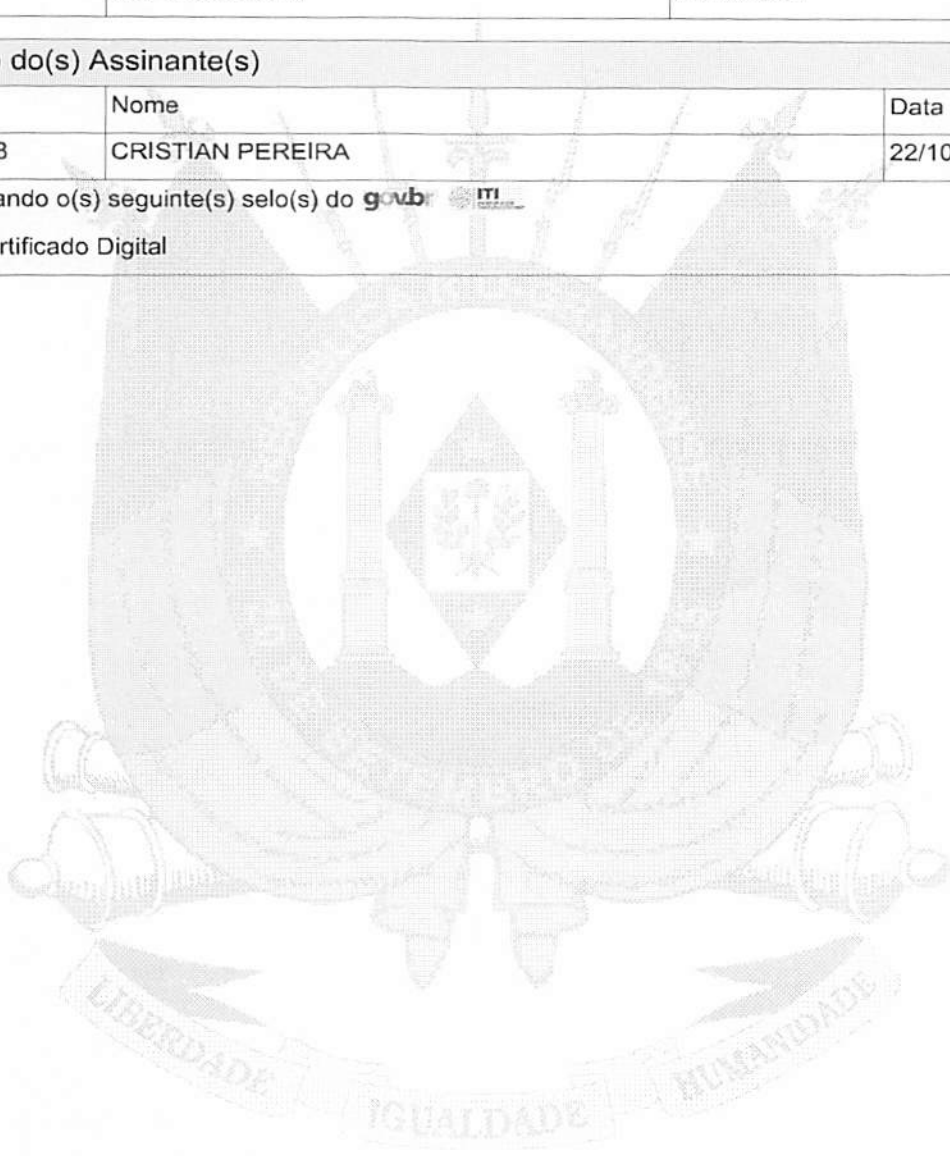 do(s) Assinante(s)
Nome Data
3 CRISTIAN PEREIRA 22/10
ando o(s) seguinte(s) selo(s) do gov.br ITI
rtificado Digital
LIBERDADE
IGUALDADE
HUMANIDADE